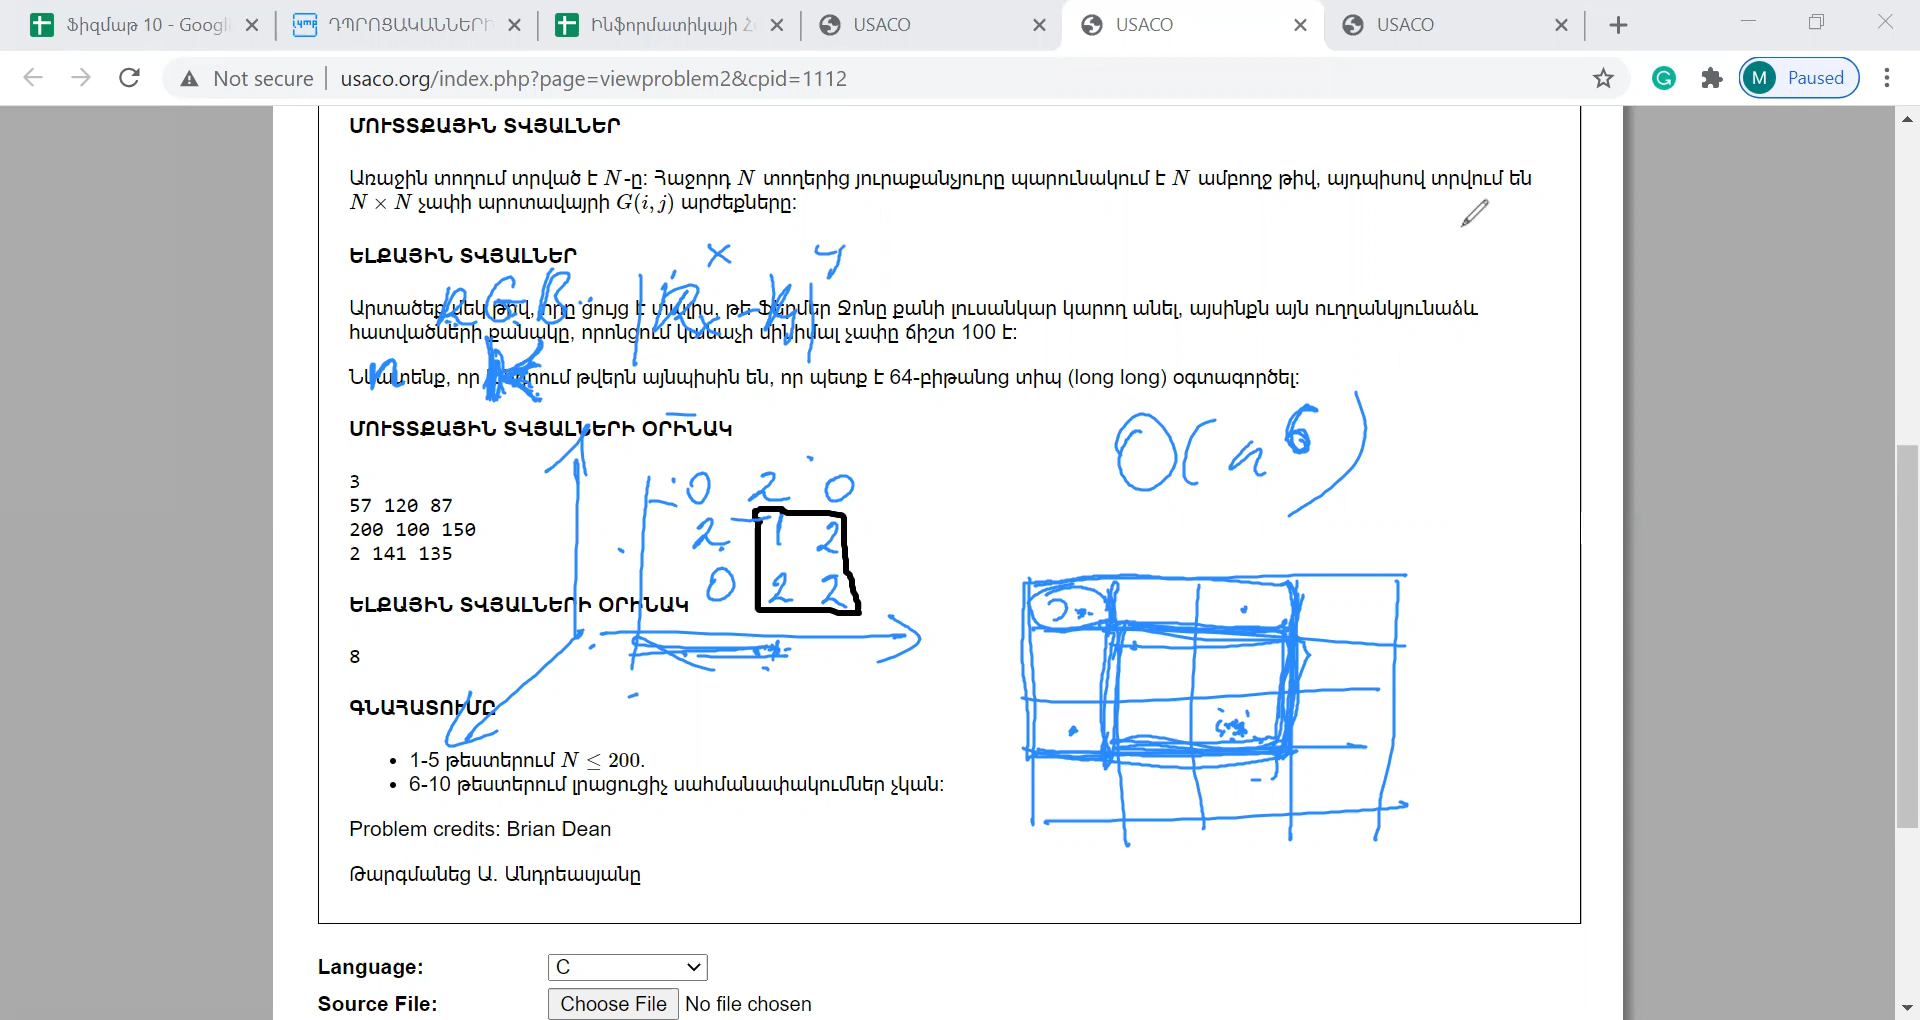 Ֆիզմաթ 10 - Googl
ԴՊՐՈՑԱԿԱՆՆԵՐԻ
Ինֆորմատիկայի
USACO
USACO
USACO
Not secure
usaco.org/index.php?page=viewproblem2&cpid=1112
M Paused
ՄՈՒՏՏՔԱՅԻՆ ՏՎՅԱԼՆԵՐ
Առաջին տողում տրված է N-ը: Հաջորդ N տողերից յուրաքանչյուրը պարունակում է N ամբողջ թիվ, այդպիսով տրվում են
N × N չափի արոտավայրի G(i, j) արժեքները:
ԵԼՔԱՅԻՆ ՏՎՅԱԼՆԵՐ
x y
Արտածեք մեկ թիվ, որը ցույց է տալիս, թե Ֆերմեր Ջոնը քանի լուսանկար կարող անել, այսինքն այն ուղղանկյունաձև
հատվածների քանակը, որոնցում կանաչի մինիմալ չափը ճիշտ 100 է:
n
Նկատենք, որ թվերն այնպիսին են, որ պետք է 64-բիթանոց տիպ (long long) օգտագործել:
ՄՈՒՏՏՔԱՅԻՆ ՏՎՅԱԼՆԵՐԻ ՕՐԻՆԱԿ
O(n6)
3
57 120 87
200 100 150
2 141 135
0 2 0
2 1 2
0 2 2
ԵԼՔԱՅԻՆ ՏՎՅԱԼՆԵՐԻ ՕՐԻՆԱԿ
8
ԳՆԱՀԱՏՈՒՄԸ
• 1-5 թեստերում N ≤ 200.
• 6-10 թեստերում լրացուցիչ սահմանափակումներ չկան:
Problem credits: Brian Dean
Թարգմանեց Ա. Անդրեասյանը
Language: C
Source File: Choose File No file chosen